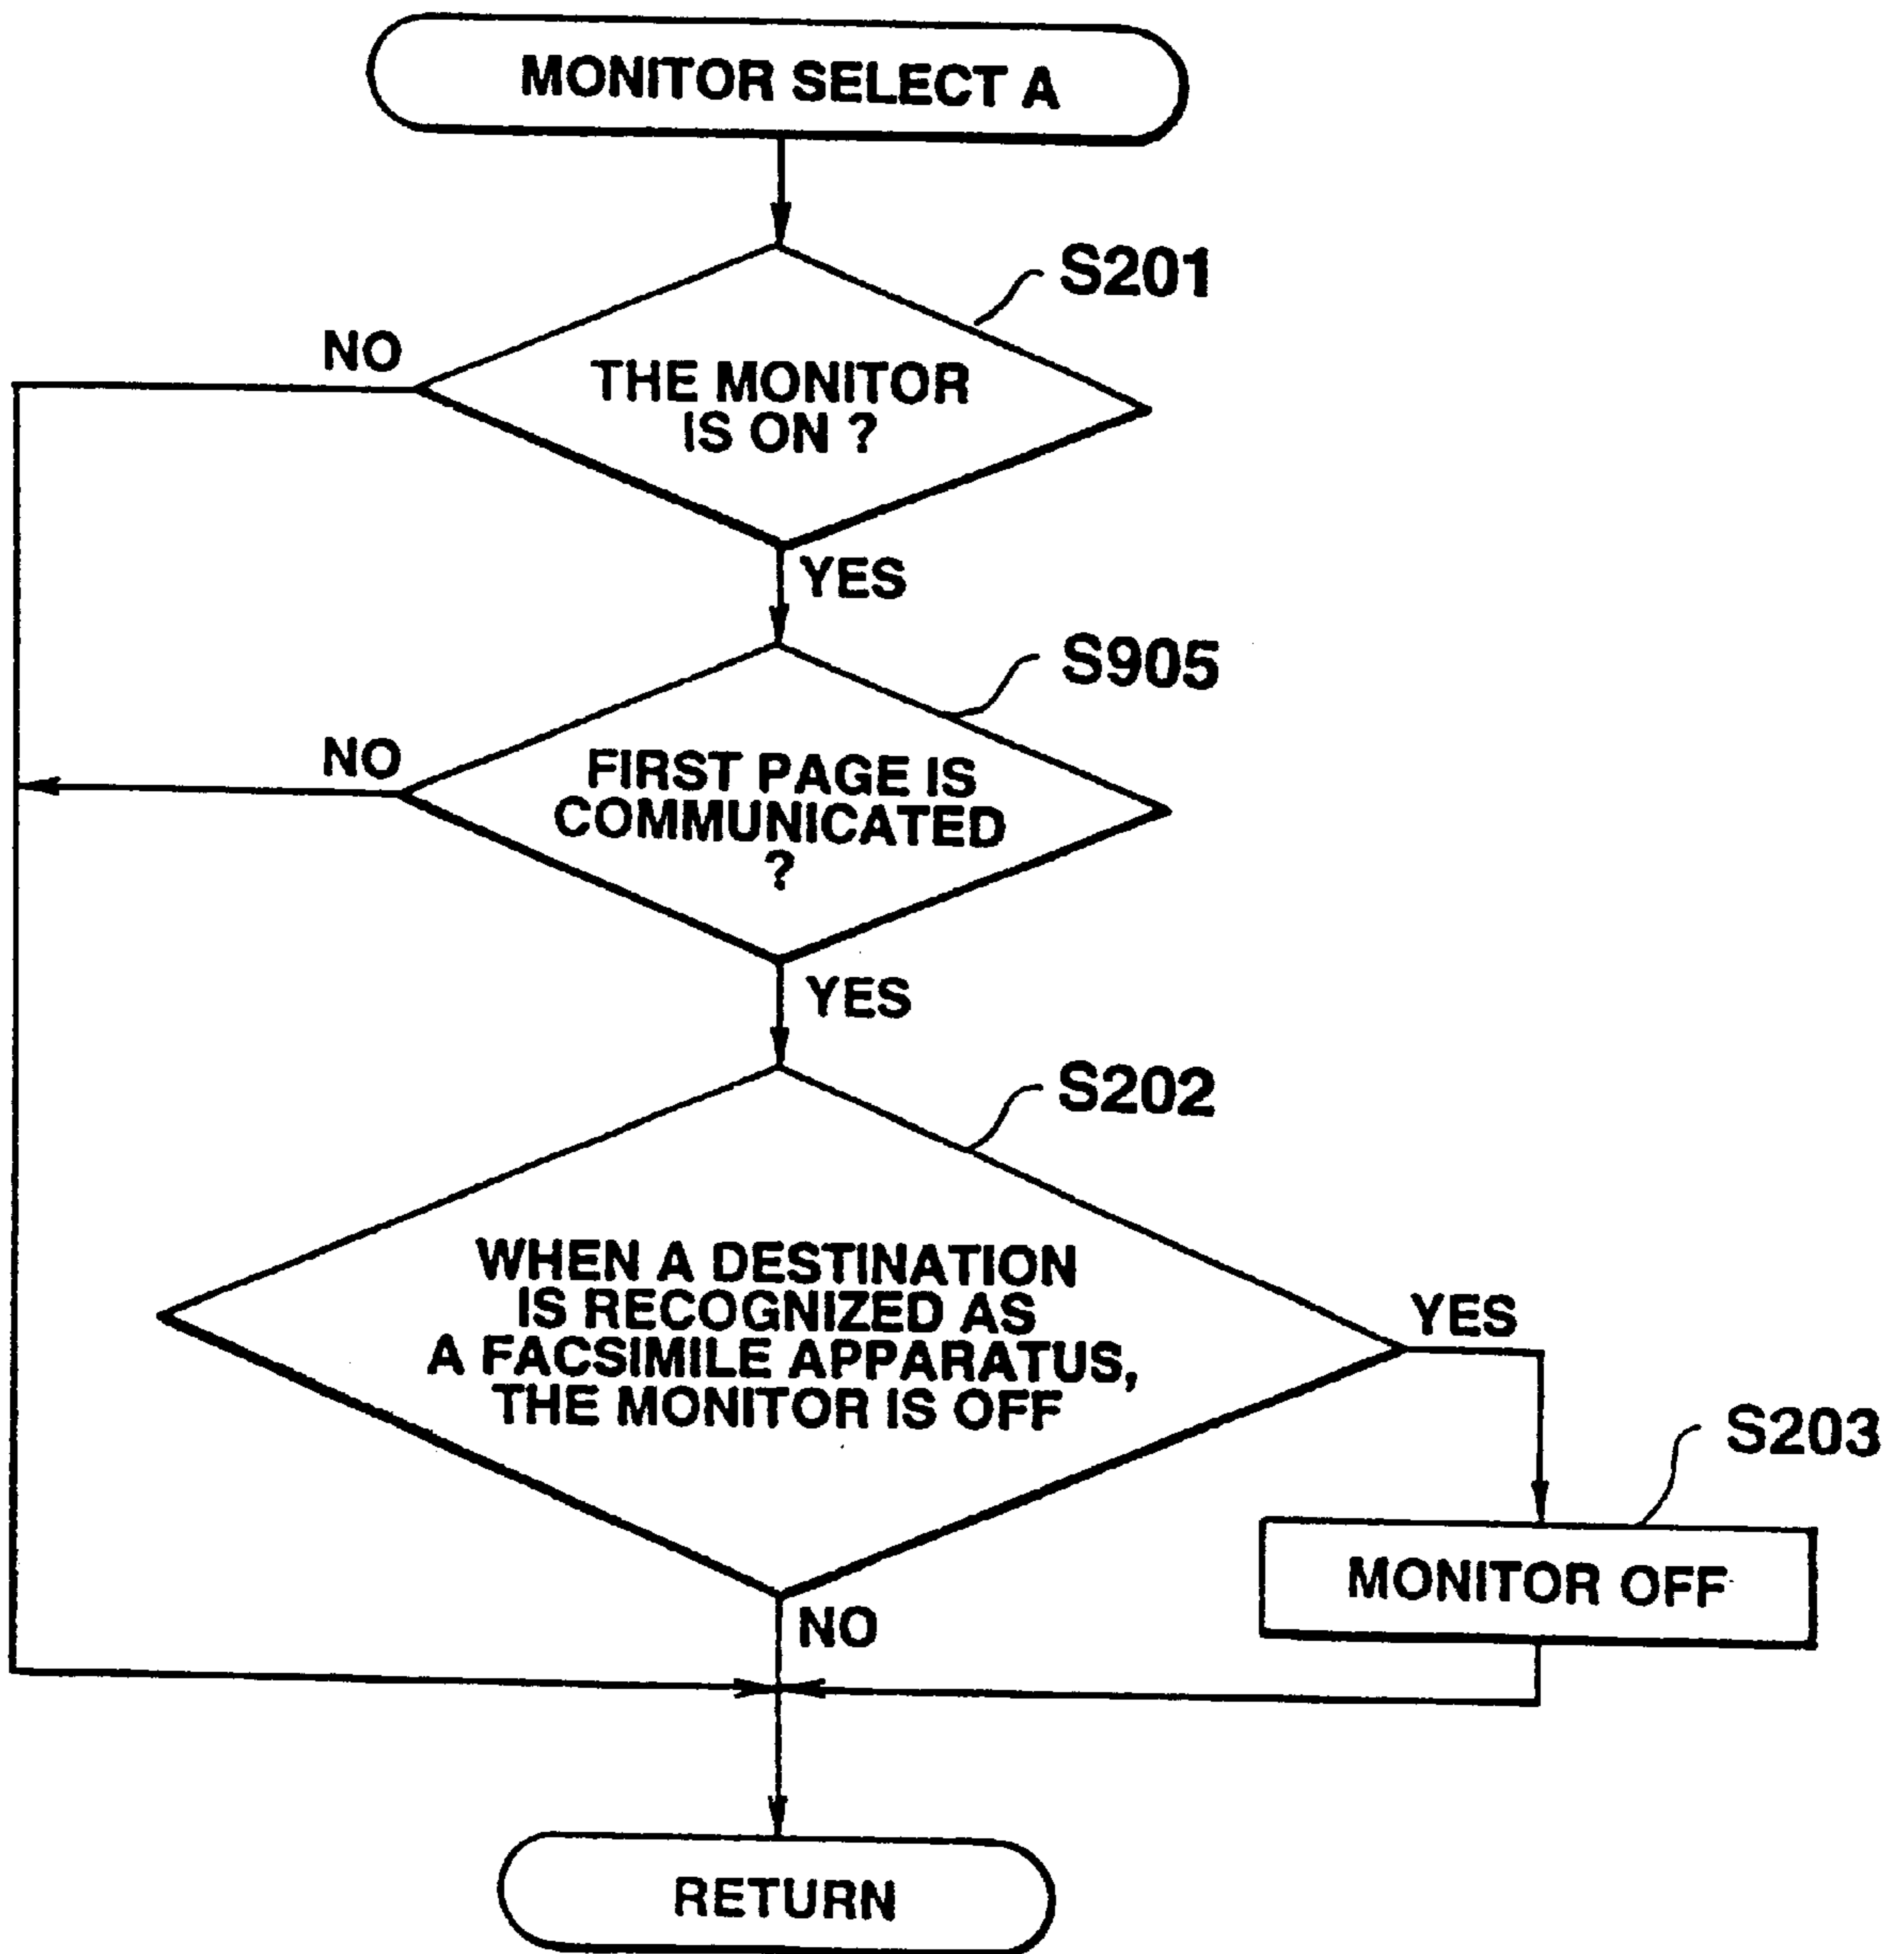 MONITOR SELECT A
S201
NO
THE MONITOR
IS ON ?
YES
S905
NO
FIRST PAGE IS
COMMUNICATED
?
YES
S202
WHEN A DESTINATION
IS RECOGNIZED AS
A FACSIMILE APPARATUS,
THE MONITOR IS OFF
YES
S203
MONITOR OFF
NO
RETURN